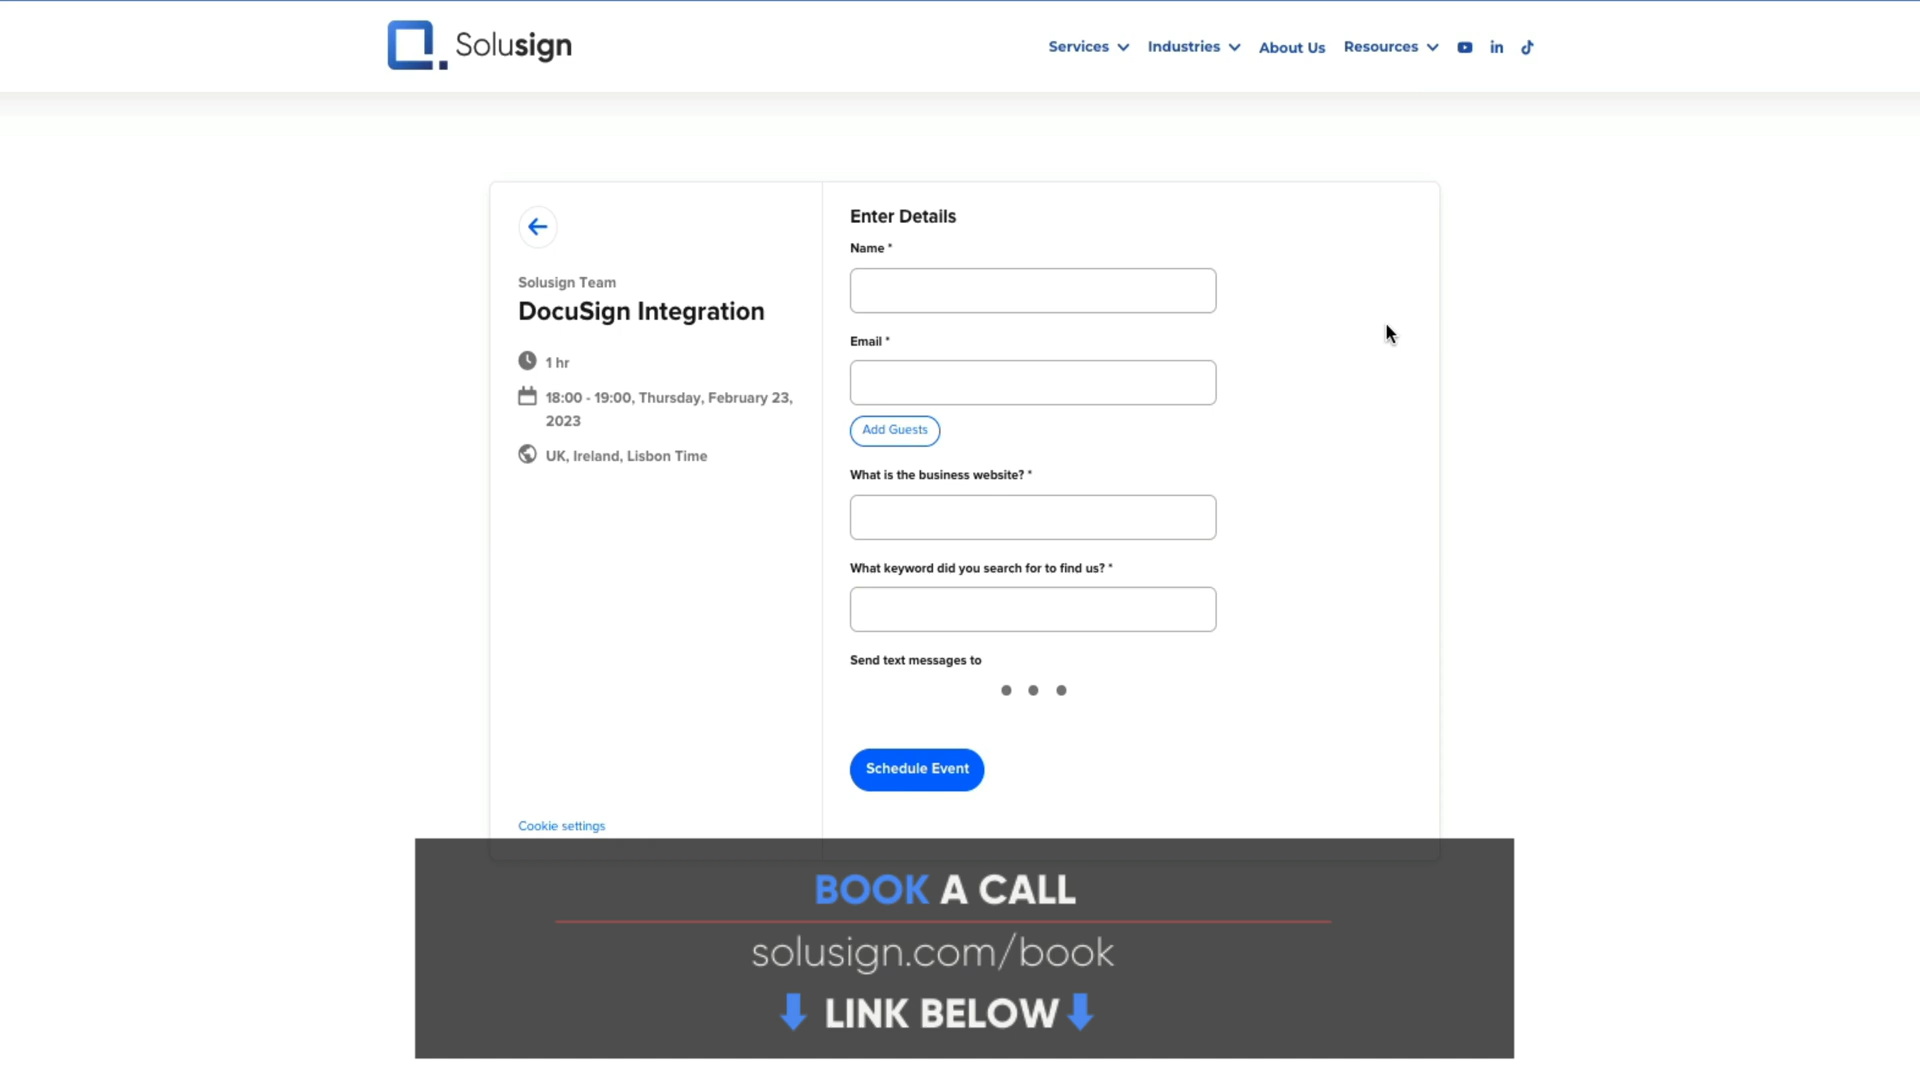 Solusign
Services
Industries
About Us
Resources
Solusign Team
DocuSign Integration
1 hr
18:00 - 19:00, Thursday, February 23,
2023
UK, Ireland, Lisbon Time
Cookie settings
Enter Details
Name *
Email *
Add Guests
What is the business website? *
What keyword did you search for to find us? *
Send text messages to
Schedule Event
BOOK A CALL
solusign.com/book
LINK BELOW